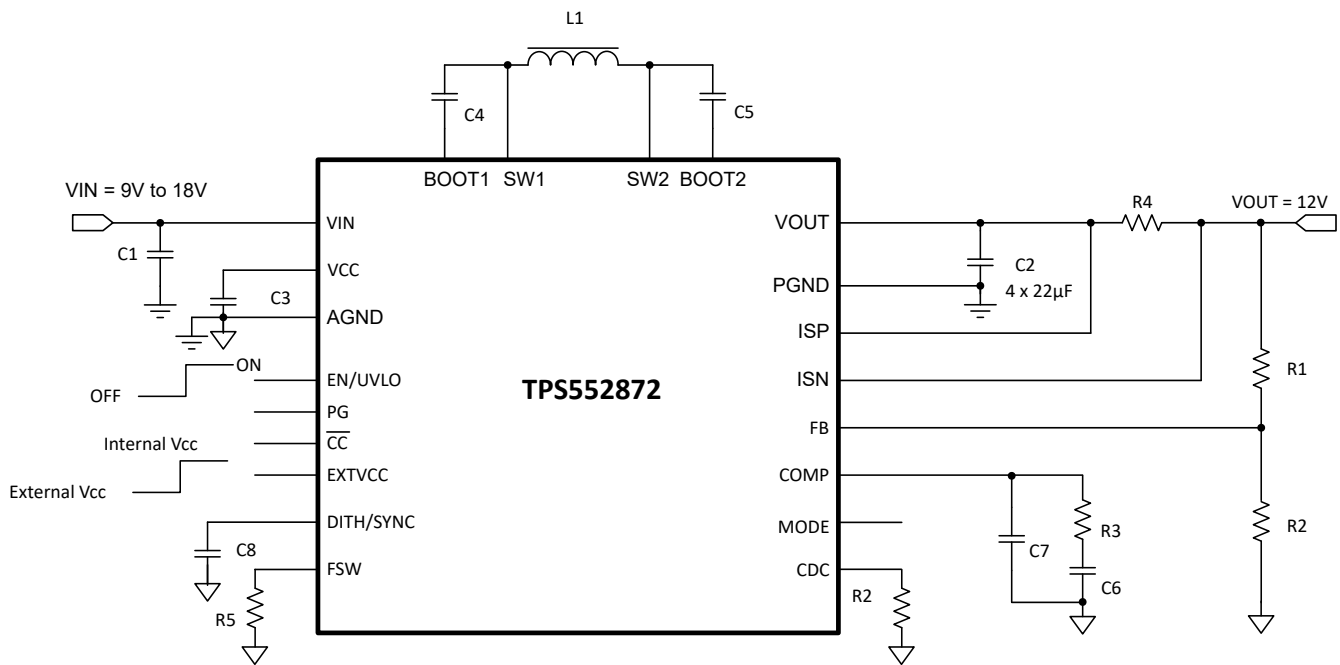 L1
C4
C5
BOOT1 SW1 SW2 BOOT2
VIN = 9V to 18V
C1
VIN
VCC
C3
AGND
ON
OFF
EN/UVLO
PG
CC
Internal Vcc
External Vcc
EXTVCC
DITH/SYNC
C8
FSW
R5
TPS552872
VOUT
R4
VOUT = 12V
C2
4 x 22µF
PGND
ISP
ISN
R1
FB
COMP
C7
R3
C6
R2
MODE
CDC
R2